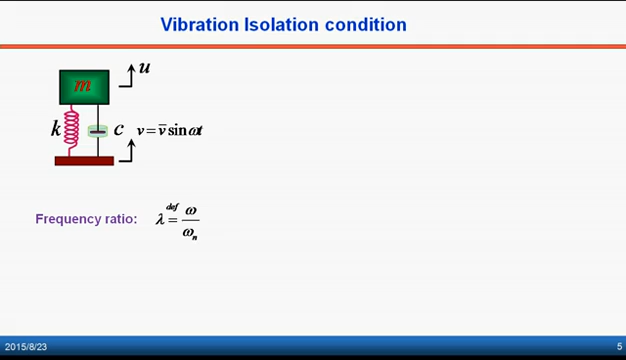 Vibration Isolation condition
u
m
k c v = v̅ sin ωt
Frequency ratio: λ def= ω/ωn
2015/8/23 5